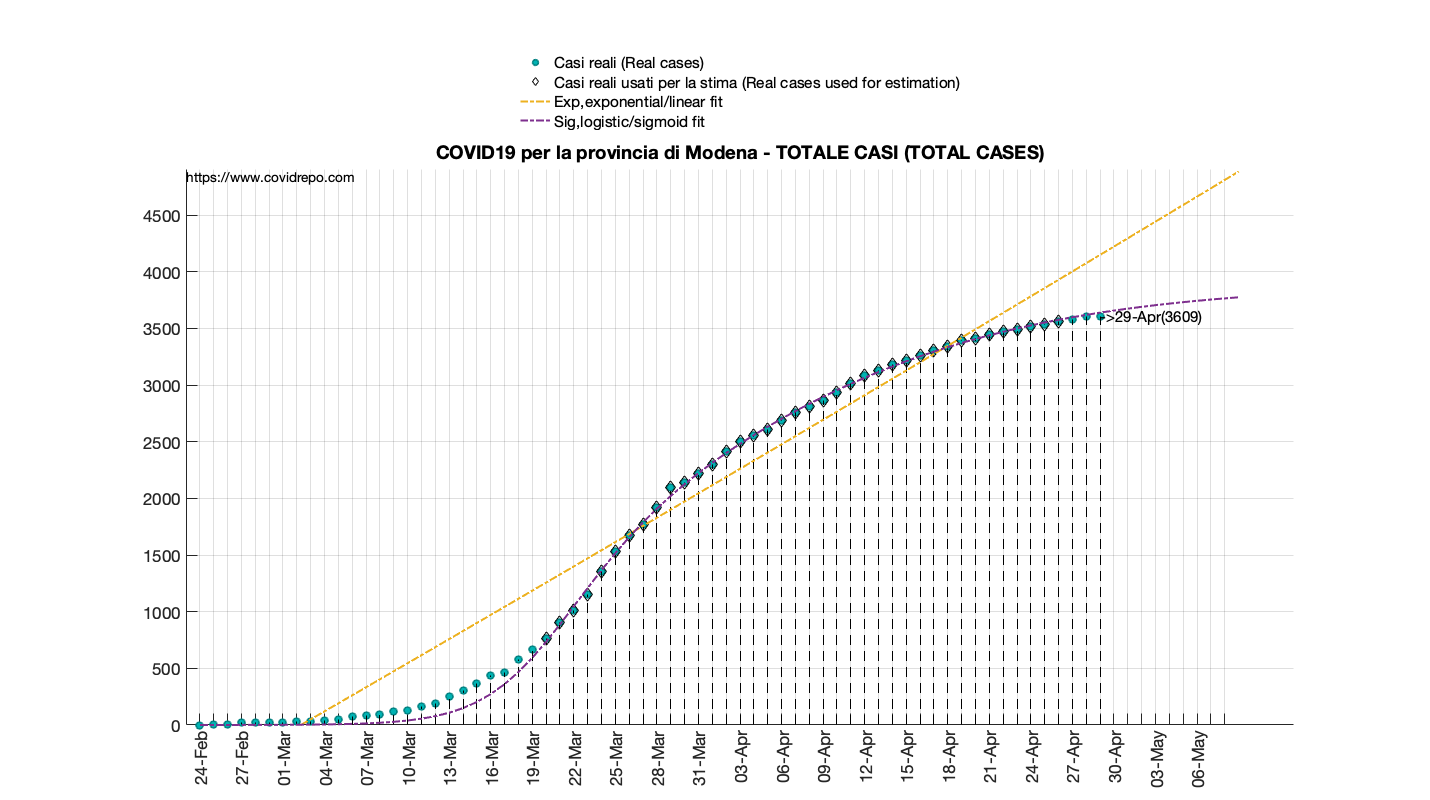 Casi reali (Real cases)
Casi reali usati per la stima (Real cases used for estimation)
Exp,exponential/linear fit
Sig,logistic/sigmoid fit
COVID19 per la provincia di Modena - TOTALE CASI (TOTAL CASES)
https://www.covidrepo.com
4500
4000
3500
3000
2500
2000
1500
1000
500
0
>29-Apr(3609)
24-Feb
27-Feb
01-Mar
04-Mar
07-Mar
10-Mar
13-Mar
16-Mar
19-Mar
22-Mar
25-Mar
28-Mar
31-Mar
03-Apr
06-Apr
09-Apr
12-Apr
15-Apr
18-Apr
21-Apr
24-Apr
27-Apr
30-Apr
03-May
06-May